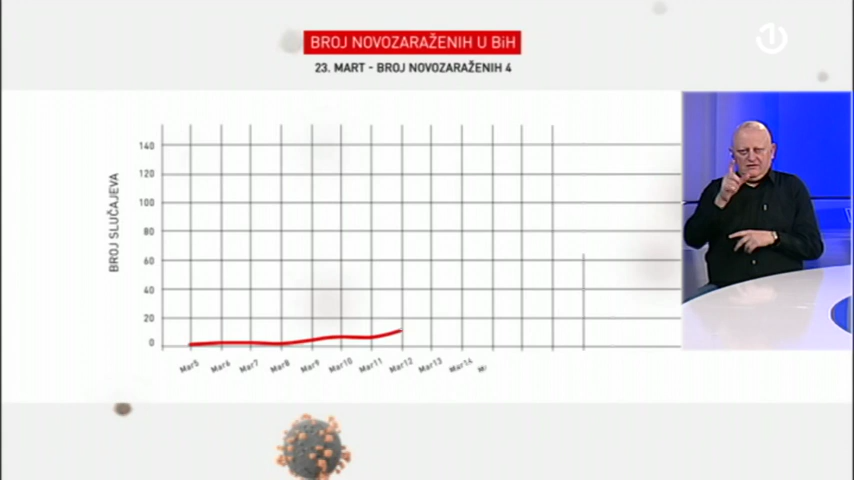 BROJ NOVOZARAŽENIH U BiH
23. MART - BROJ NOVOZARAŽENIH 4
BROJ SLUČAJEVA
140
120
100
80
60
40
20
0
Mar5 Mar6 Mar7 Mar8 Mar9 Mar10 Mar11 Mar12 Mar13 Mar14
1